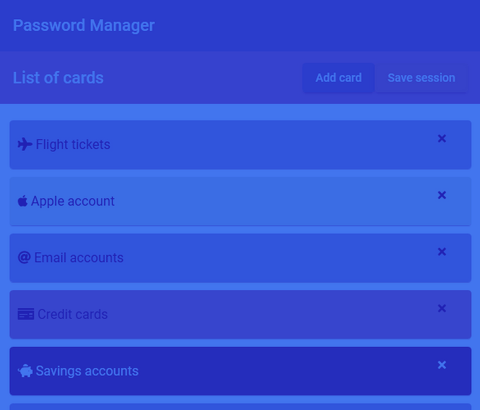 Password Manager
List of cards
Add card
Save session
Flight tickets
Apple account
Email accounts
Credit cards
Savings accounts